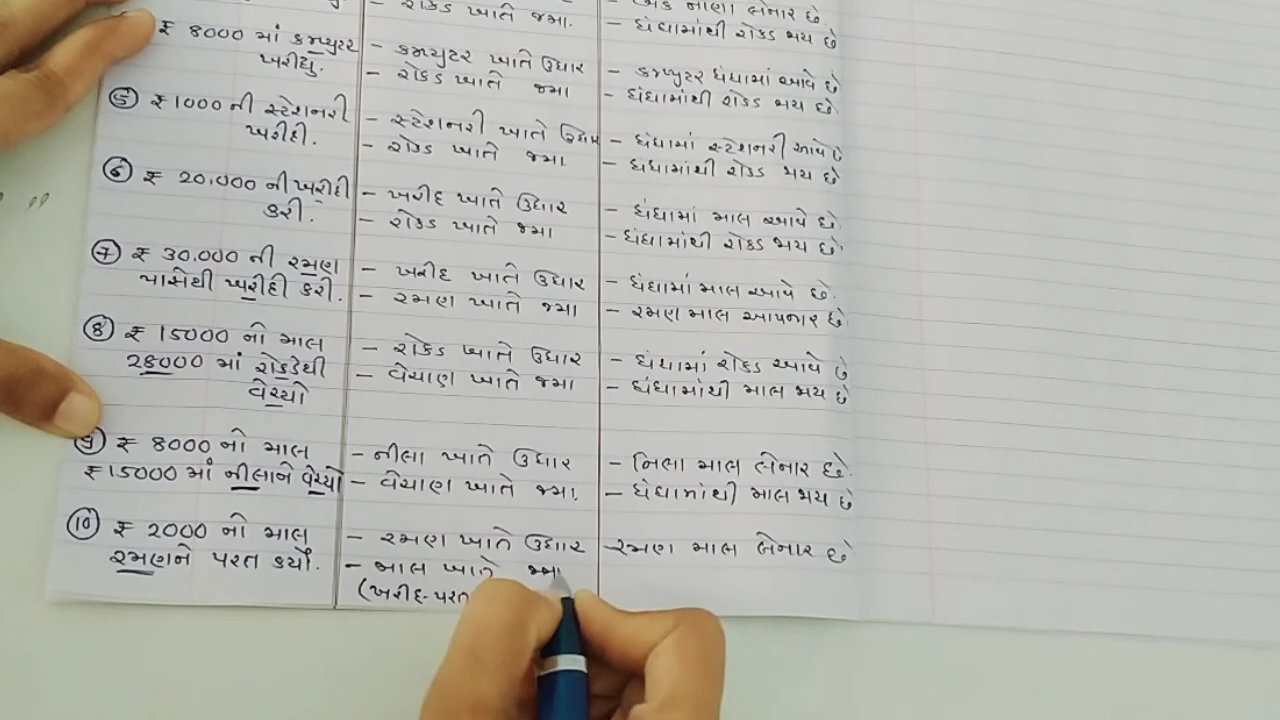 - રોકડ ખાતે જમા.
નાણા લેનાર છે.
- ધંધામાંથી રોકડ જાય છે
₹ 8000 માં કમ્પ્યુટર
ખરીદ્યુ.
- કમ્પ્યુટર ખાતે ઉધાર
- રોકડ ખાતે જમા
- કમ્પ્યુટર ધંધામાં આવે છે
- ધંધામાંથી રોકડ જાય છે.
⑤ ₹ 1000 ની સ્ટેશનરી
ખરીદી.
- સ્ટેશનરી ખાતે ઉધાર
- રોકડ ખાતે જમા
- ધંધામાં સ્ટેશનરી આવે છે
- ધંધામાંથી રોકડ જાય છે
⑥ ₹ 20,000 ની ખરીદી
કરી.
- ખરીદ ખાતે ઉધાર
- રોકડ ખાતે જમા
- ધંધામાં માલ આવે છે.
- ધંધામાંથી રોકડ જાય છે.
⑦ ₹ 30,000 ની રમણ
પાસેથી ખરીદી કરી.
- ખરીદ ખાતે ઉધાર
- રમણ ખાતે જમા
- ધંધામાં માલ આવે છે.
- રમણ માલ આપનાર છે.
⑧ ₹ 15000 નો માલ
28000 માં રોકડેથી
વેચ્યો
- રોકડ ખાતે ઉધાર
- વેચાણ ખાતે જમા
- ધંધામાં રોકડ આવે છે
- ધંધામાંથી માલ જાય છે
⑨ ₹ 8000 નો માલ
₹ 15000 માં નીલાને વેચ્યો
- નીલા ખાતે ઉધાર
- વેચાણ ખાતે જમા.
- નિલા માલ લેનાર છે.
- ધંધામાંથી માલ જાય છે
⑩ ₹ 2000 નો માલ
રમણને પરત કર્યો.
- રમણ ખાતે ઉધાર
- માલ ખાતે જમા
(ખરીદ-પરત
- રમણ માલ લેનાર છે